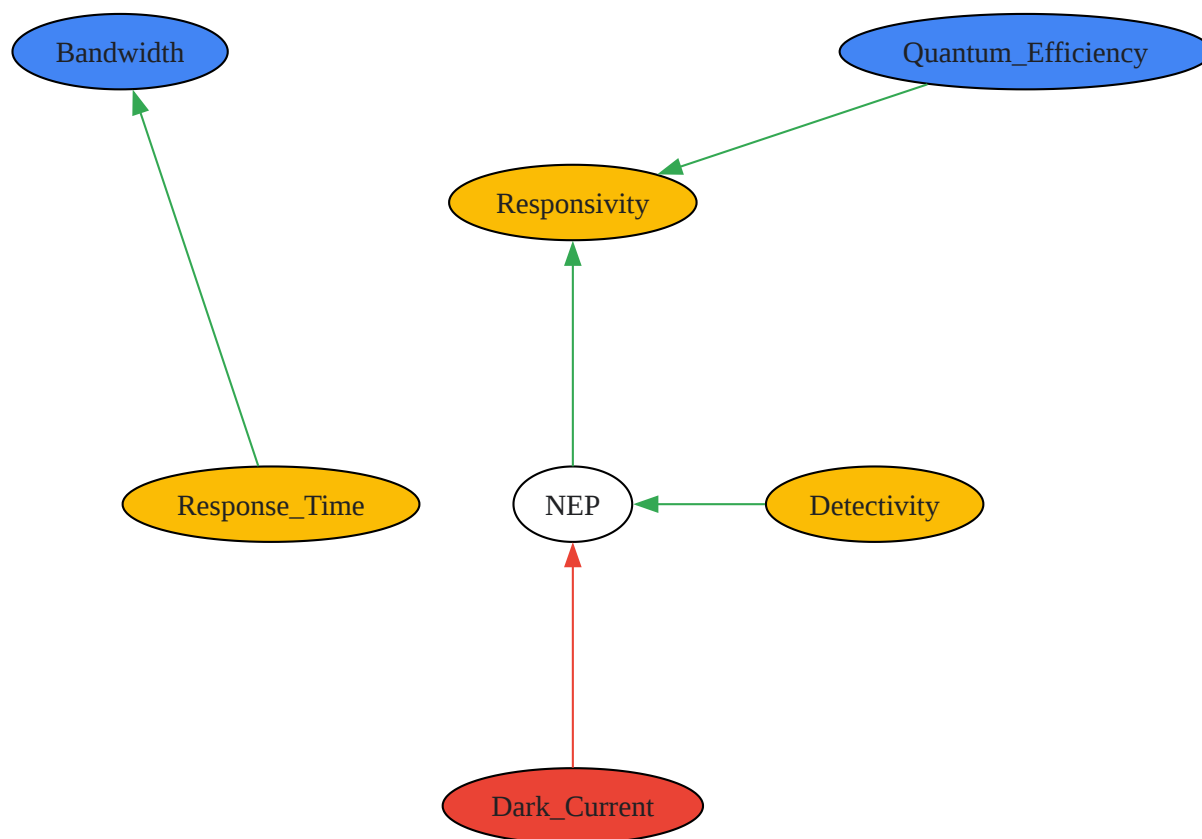 Bandwidth
Quantum_Efficiency
Responsivity
Response_Time
NEP
Detectivity
Dark_Current